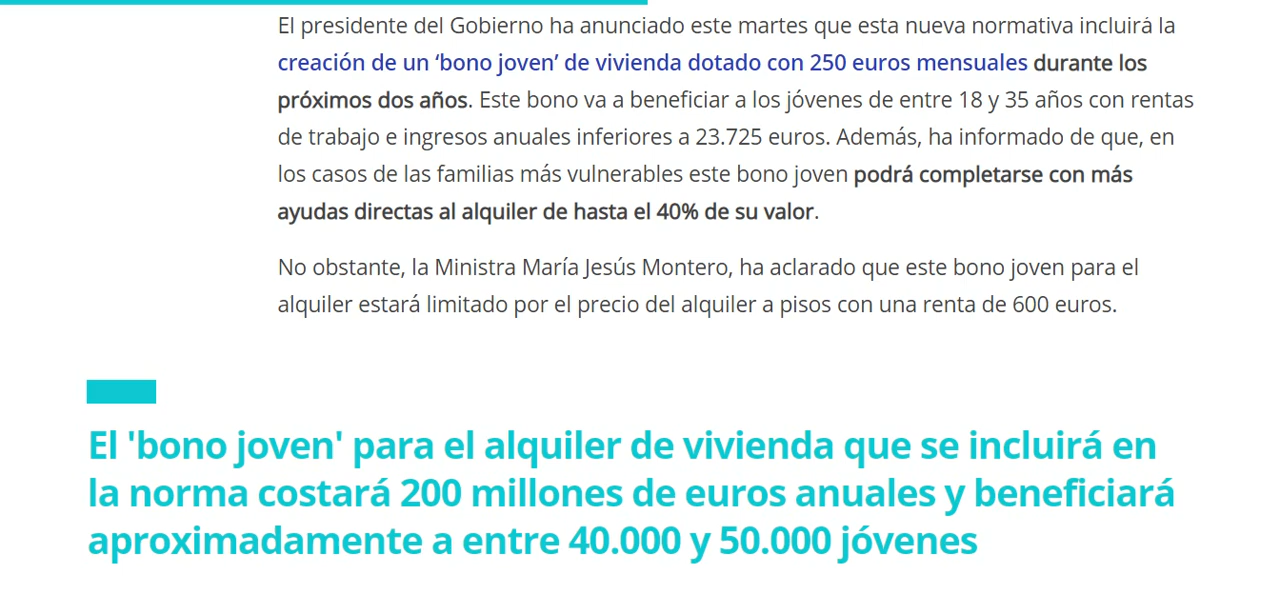 El presidente del Gobierno ha anunciado este martes que esta nueva normativa incluirá la
creación de un ‘bono joven’ de vivienda dotado con 250 euros mensuales durante los
próximos dos años. Este bono va a beneficiar a los jóvenes de entre 18 y 35 años con rentas
de trabajo e ingresos anuales inferiores a 23.725 euros. Además, ha informado de que, en
los casos de las familias más vulnerables este bono joven podrá completarse con más
ayudas directas al alquiler de hasta el 40% de su valor.
No obstante, la Ministra María Jesús Montero, ha aclarado que este bono joven para el
alquiler estará limitado por el precio del alquiler a pisos con una renta de 600 euros.
El 'bono joven' para el alquiler de vivienda que se incluirá en
la norma costará 200 millones de euros anuales y beneficiará
aproximadamente a entre 40.000 y 50.000 jóvenes